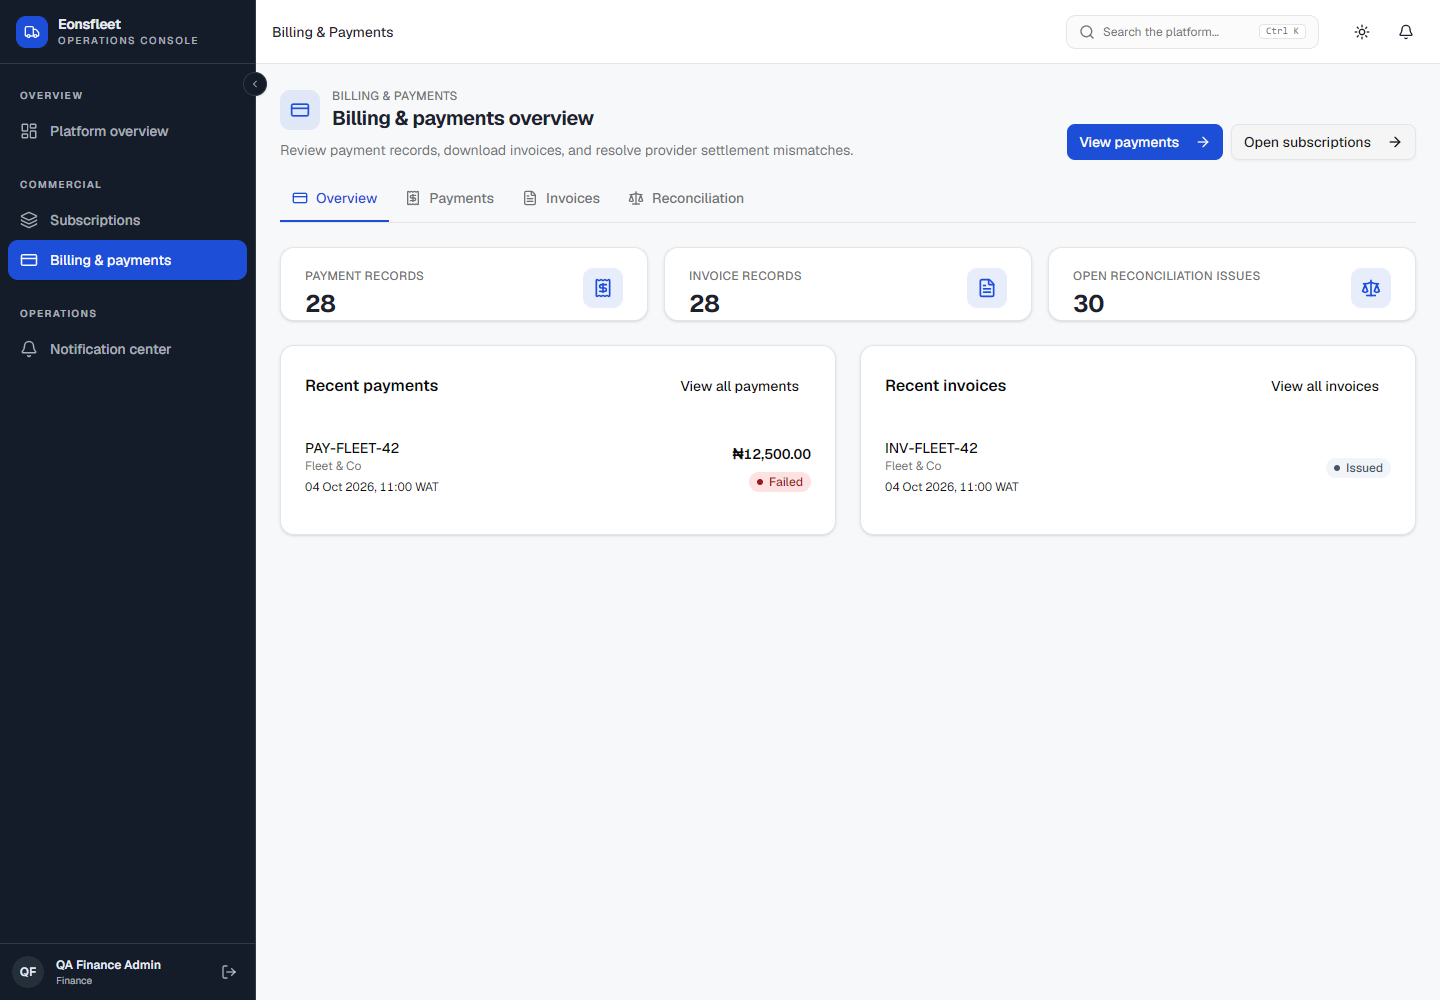 Eonsfleet
OPERATIONS CONSOLE
OVERVIEW
Platform overview
COMMERCIAL
Subscriptions
Billing & payments
OPERATIONS
Notification center
QF
QA Finance Admin
Finance
Billing & Payments
Search the platform...
Ctrl K
BILLING & PAYMENTS
Billing & payments overview
Review payment records, download invoices, and resolve provider settlement mismatches.
View payments
Open subscriptions
Overview
Payments
Invoices
Reconciliation
PAYMENT RECORDS
28
INVOICE RECORDS
28
OPEN RECONCILIATION ISSUES
30
Recent payments
View all payments
PAY-FLEET-42
Fleet & Co
04 Oct 2026, 11:00 WAT
₦12,500.00
Failed
Recent invoices
View all invoices
INV-FLEET-42
Fleet & Co
04 Oct 2026, 11:00 WAT
Issued